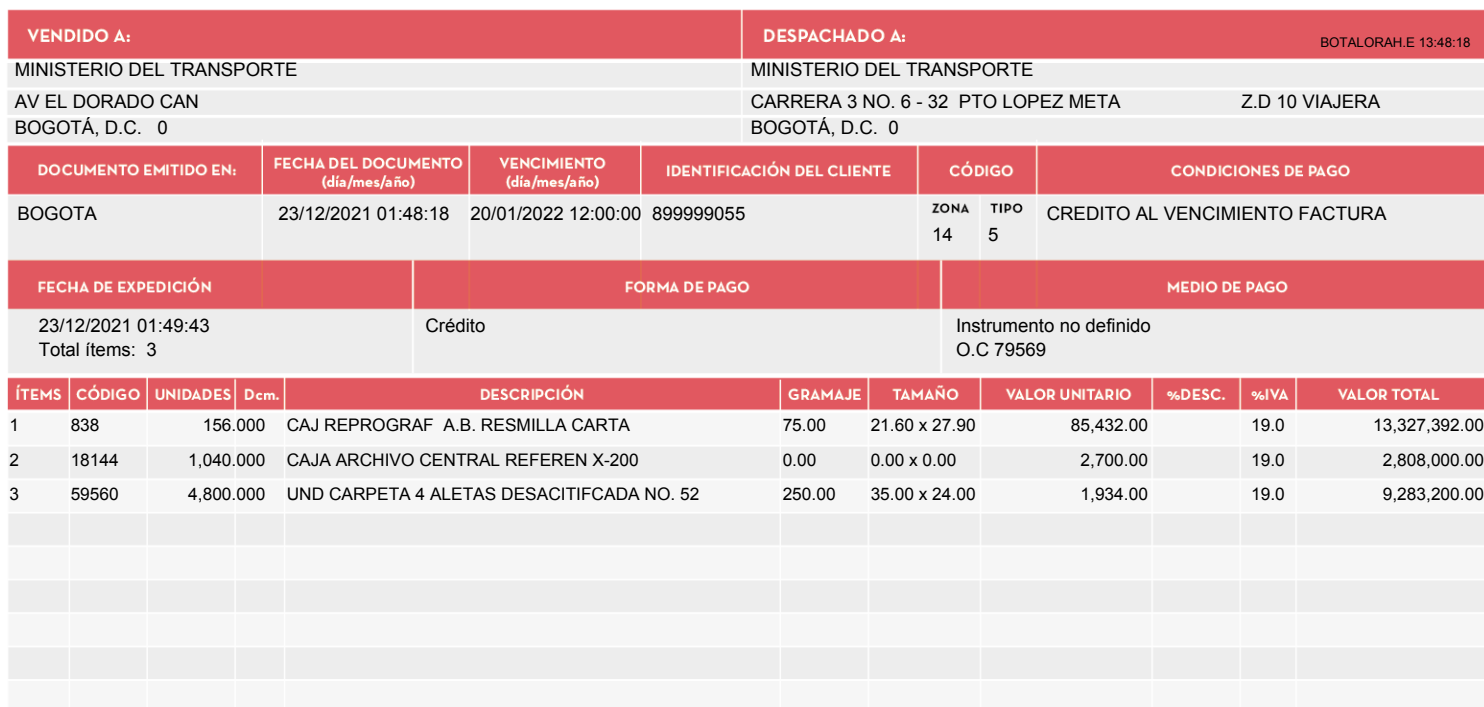 VENDIDO A: DESPACHADO A: BOTALORAH.E 13:48:18
MINISTERIO DEL TRANSPORTE MINISTERIO DEL TRANSPORTE
AV EL DORADO CAN CARRERA 3 NO. 6 - 32 PTO LOPEZ META Z.D 10 VIAJERA
BOGOTÁ, D.C. 0 BOGOTÁ, D.C. 0
DOCUMENTO EMITIDO EN: FECHA DEL DOCUMENTO (día/mes/año) VENCIMIENTO (día/mes/año) IDENTIFICACIÓN DEL CLIENTE CÓDIGO CONDICIONES DE PAGO
BOGOTA 23/12/2021 01:48:18 20/01/2022 12:00:00 899999055 ZONA TIPO CREDITO AL VENCIMIENTO FACTURA
14 5
FECHA DE EXPEDICIÓN FORMA DE PAGO MEDIO DE PAGO
23/12/2021 01:49:43 Crédito Instrumento no definido
Total ítems: 3 O.C 79569
ÍTEMS CÓDIGO UNIDADES Dcm. DESCRIPCIÓN GRAMAJE TAMAÑO VALOR UNITARIO %DESC. %IVA VALOR TOTAL
1 838 156.000 CAJ REPROGRAF A.B. RESMILLA CARTA 75.00 21.60 x 27.90 85,432.00 19.0 13,327,392.00
2 18144 1,040.000 CAJA ARCHIVO CENTRAL REFEREN X-200 0.00 0.00 x 0.00 2,700.00 19.0 2,808,000.00
3 59560 4,800.000 UND CARPETA 4 ALETAS DESACITIFCADA NO. 52 250.00 35.00 x 24.00 1,934.00 19.0 9,283,200.00